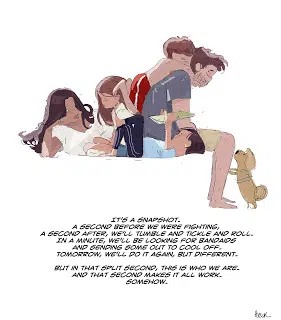 IT'S A SNAPSHOT.
A SECOND BEFORE WE WERE FIGHTING,
A SECOND AFTER, WE'LL TUMBLE AND TICKLE AND ROLL.
IN A MINUTE, WE'LL BE LOOKING FOR BANDAIDS
AND SENDING SOME OUT TO COOL OFF.
TOMORROW, WE'LL DO IT AGAIN, BUT DIFFERENT.
BUT IN THAT SPLIT SECOND, THIS IS WHO WE ARE.
AND THAT SECOND MAKES IT ALL WORK.
SOMEHOW.